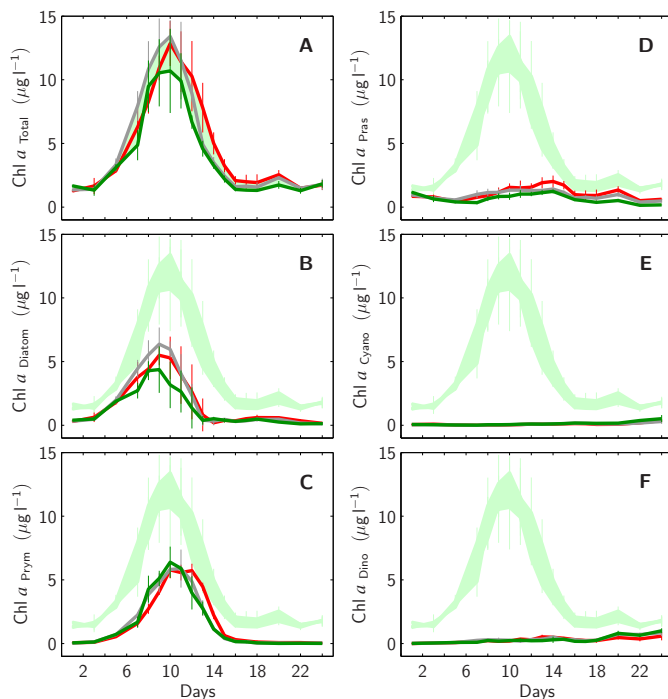 15
10
5
0
Chl a Total (μg l⁻¹)
A
15
10
5
0
Chl a Diatom (μg l⁻¹)
B
15
10
5
0
Chl a Prym (μg l⁻¹)
C
2 6 10 14 18 22
Days
15
10
5
0
Chl a Pras (μg l⁻¹)
D
15
10
5
0
Chl a Cyano (μg l⁻¹)
E
15
10
5
0
Chl a Dino (μg l⁻¹)
F
2 6 10 14 18 22
Days